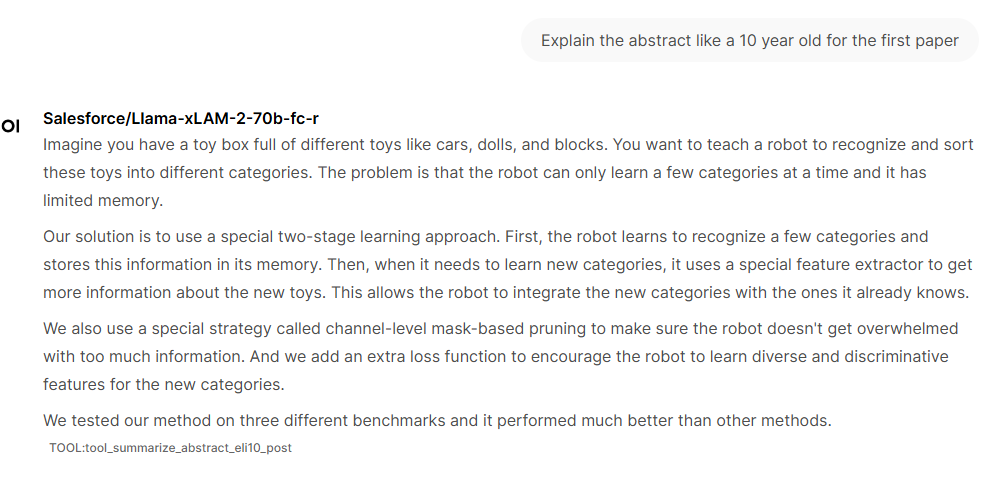 Explain the abstract like a 10 year old for the first paper
OI
Salesforce/Llama-xLAM-2-70b-fc-r
Imagine you have a toy box full of different toys like cars, dolls, and blocks. You want to teach a robot to recognize and sort
these toys into different categories. The problem is that the robot can only learn a few categories at a time and it has
limited memory.
Our solution is to use a special two-stage learning approach. First, the robot learns to recognize a few categories and
stores this information in its memory. Then, when it needs to learn new categories, it uses a special feature extractor to get
more information about the new toys. This allows the robot to integrate the new categories with the ones it already knows.
We also use a special strategy called channel-level mask-based pruning to make sure the robot doesn't get overwhelmed
with too much information. And we add an extra loss function to encourage the robot to learn diverse and discriminative
features for the new categories.
We tested our method on three different benchmarks and it performed much better than other methods.
TOOL:tool_summarize_abstract_eli10_post